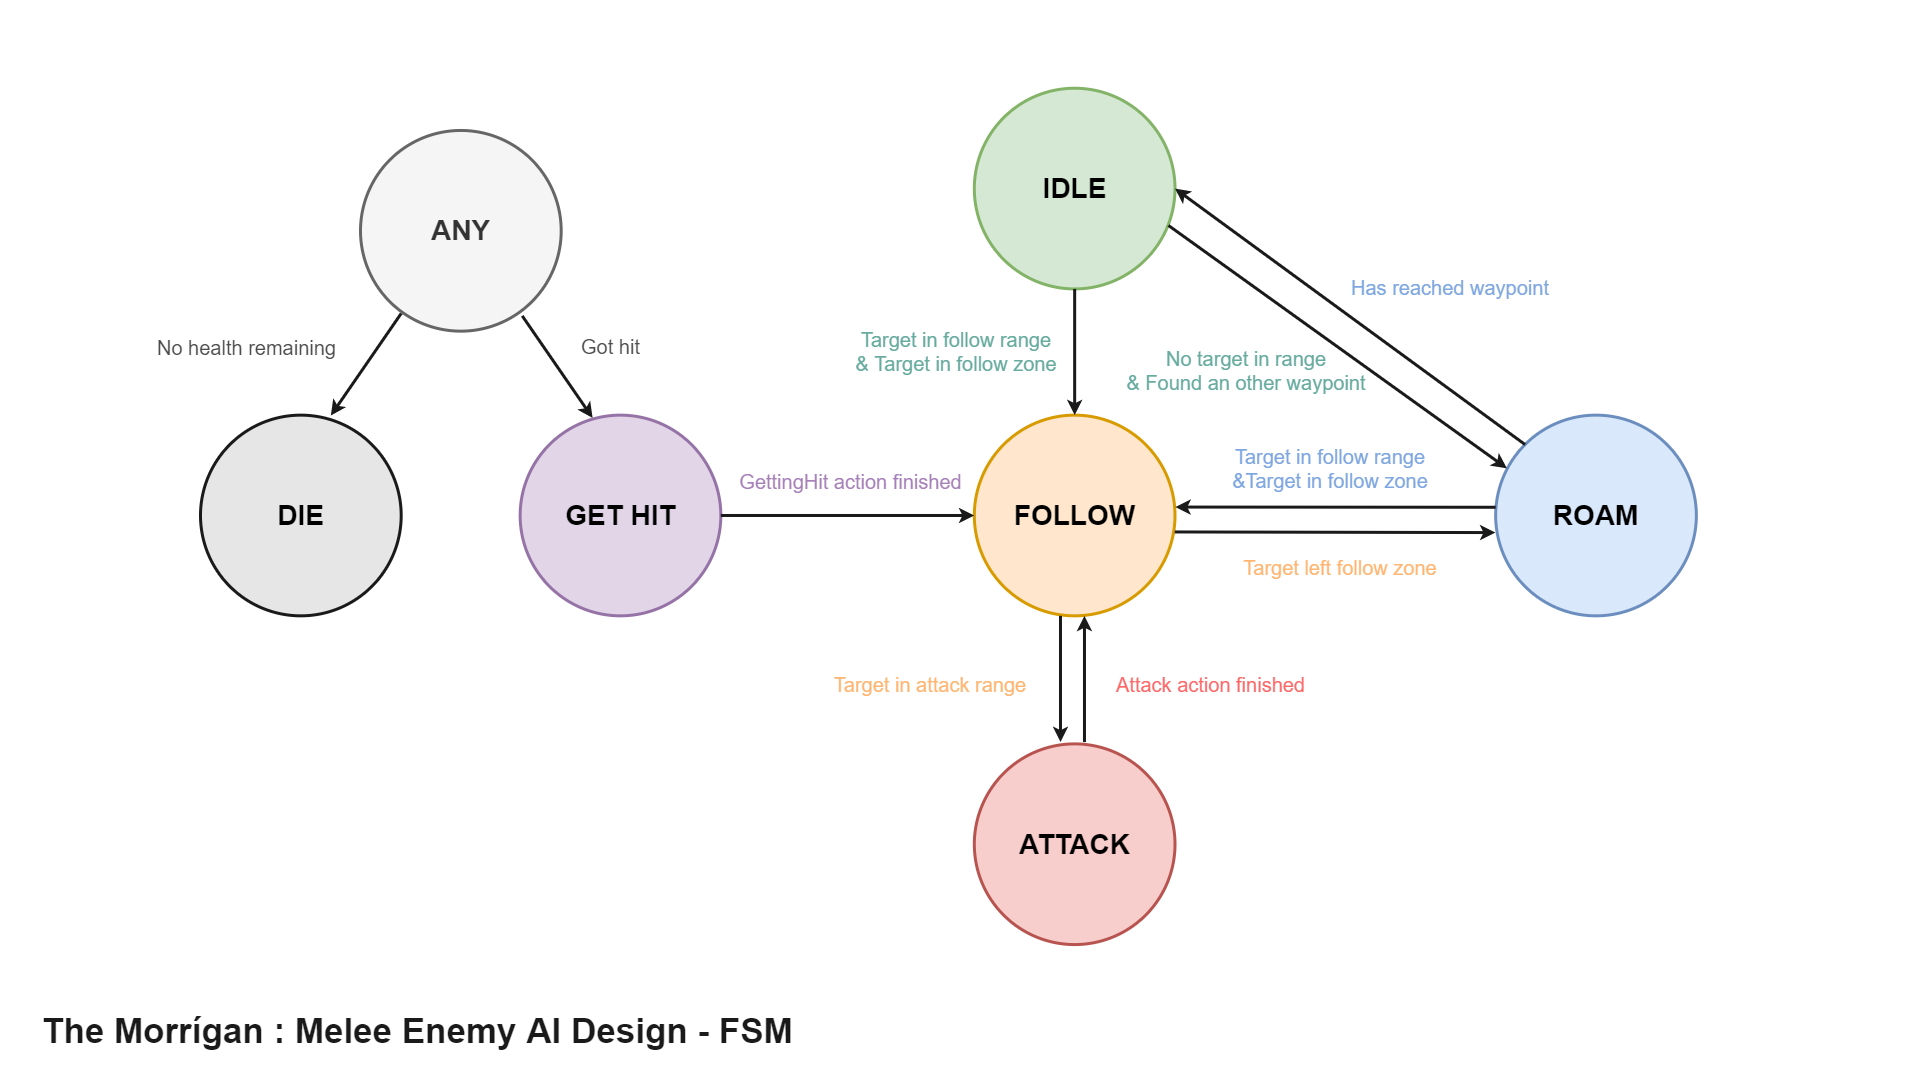 IDLE
ANY
Has reached waypoint
No health remaining
Got hit
Target in follow range
& Target in follow zone
No target in range
& Found an other waypoint
Target in follow range
&Target in follow zone
GettingHit action finished
DIE
GET HIT
FOLLOW
ROAM
Target left follow zone
Target in attack range
Attack action finished
ATTACK
The Morrígan : Melee Enemy AI Design - FSM